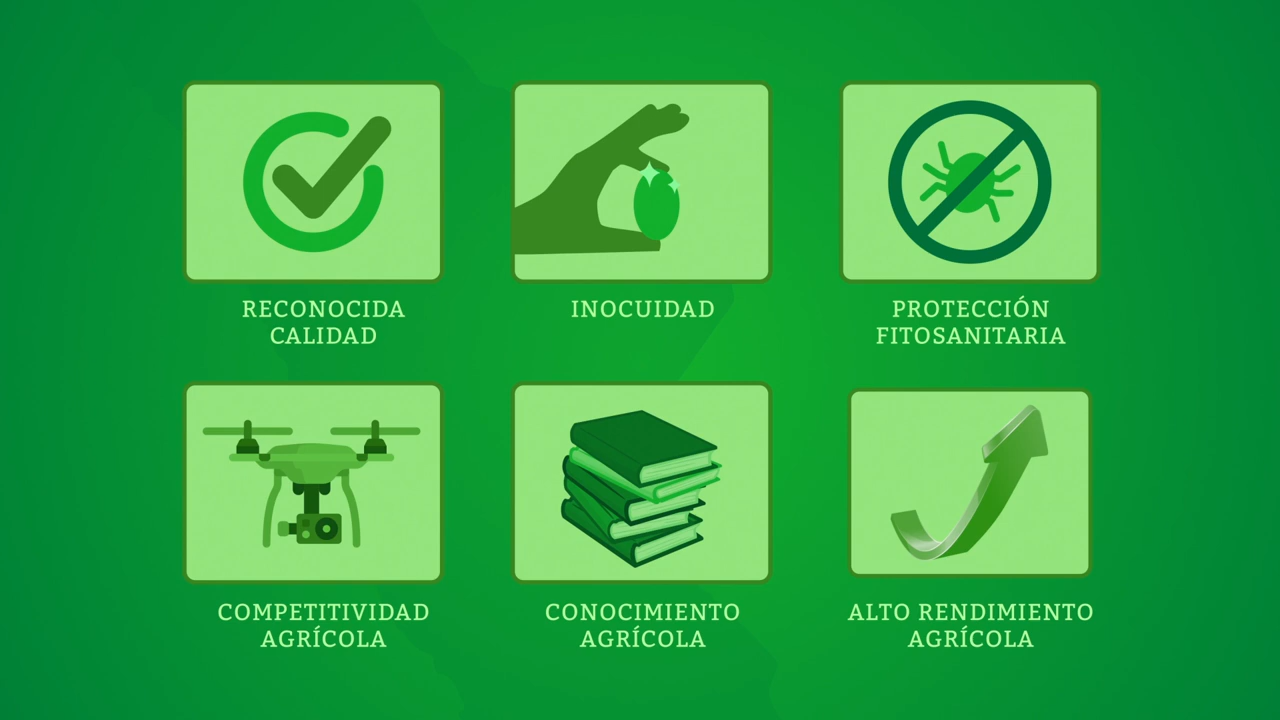 RECONOCIDA
CALIDAD
INOCUIDAD
PROTECCIÓN
FITOSANITARIA
COMPETITIVIDAD
AGRÍCOLA
CONOCIMIENTO
AGRÍCOLA
ALTO RENDIMIENTO
AGRÍCOLA